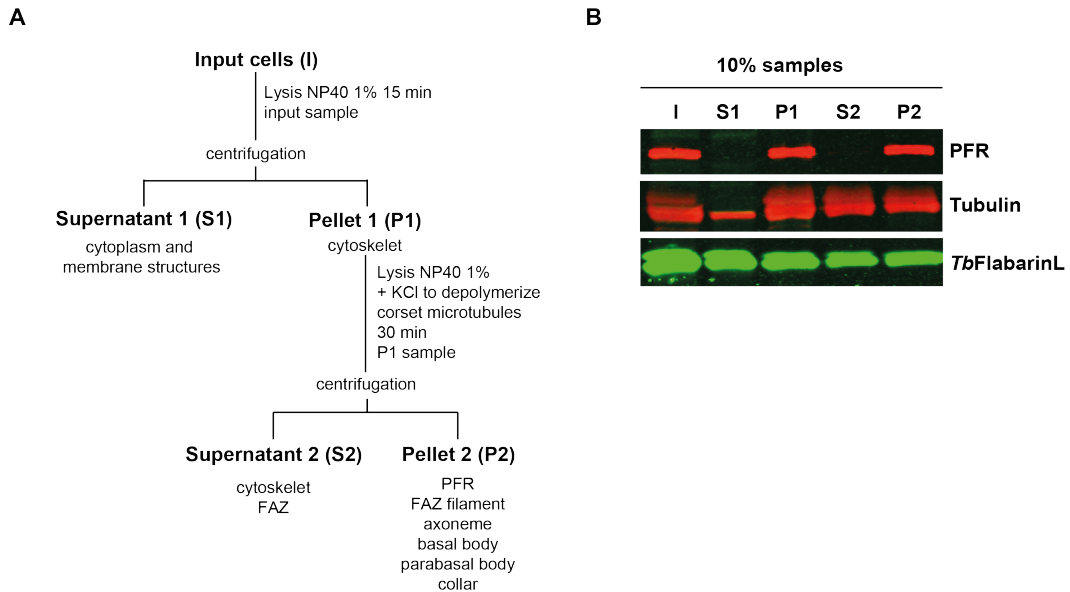 A
Input cells (I)
Lysis NP40 1% 15 min
input sample
centrifugation
Supernatant 1 (S1)
cytoplasm and
membrane structures
Pellet 1 (P1)
cytoskelet
Lysis NP40 1%
+ KCl to depolymerize
corset microtubules
30 min
P1 sample
centrifugation
Supernatant 2 (S2)
cytoskelet
FAZ
Pellet 2 (P2)
PFR
FAZ filament
axoneme
basal body
parabasal body
collar
B
10% samples
I S1 P1 S2 P2
PFR
Tubulin
TbFlabarinL